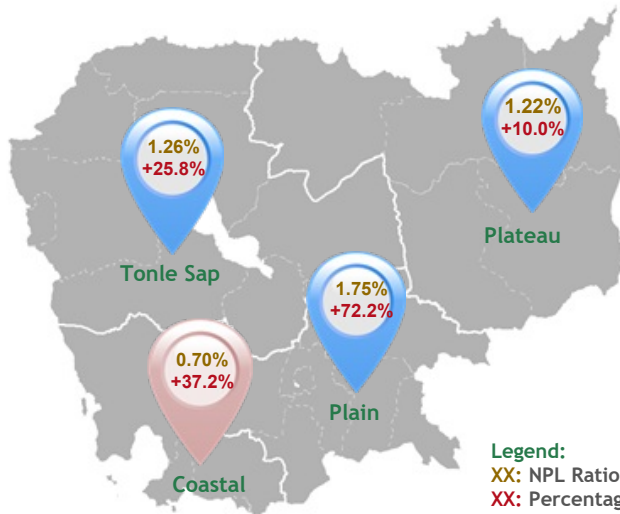 1.22%
+10.0%
Plateau
1.26%
+25.8%
Tonle Sap
1.75%
+72.2%
Plain
0.70%
+37.2%
Coastal
Legend:
XX: NPL Ratio
XX: Percentag